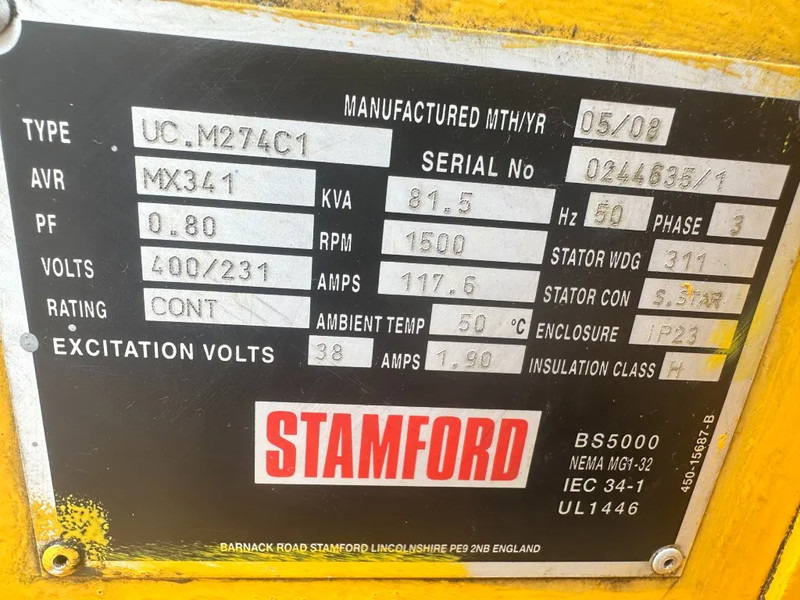 MANUFACTURED MTH/YR 05/08
TYPE UC.M274C1 SERIAL No 0244635/1
AVR MX341 KVA 81.5 Hz 50 PHASE 3
PF 0.80 RPM 1500 STATOR WDG 311
VOLTS 400/231 AMPS 117.6 STATOR CON S.STAR
RATING CONT AMBIENT TEMP 50 °C ENCLOSURE IP23
EXCITATION VOLTS 38 AMPS 1.90 INSULATION CLASS H
STAMFORD
BS5000
NEMA MG1-32
IEC 34-1
UL1446
450-15687-B
BARNACK ROAD STAMFORD LINCOLNSHIRE PE9 2NB ENGLAND